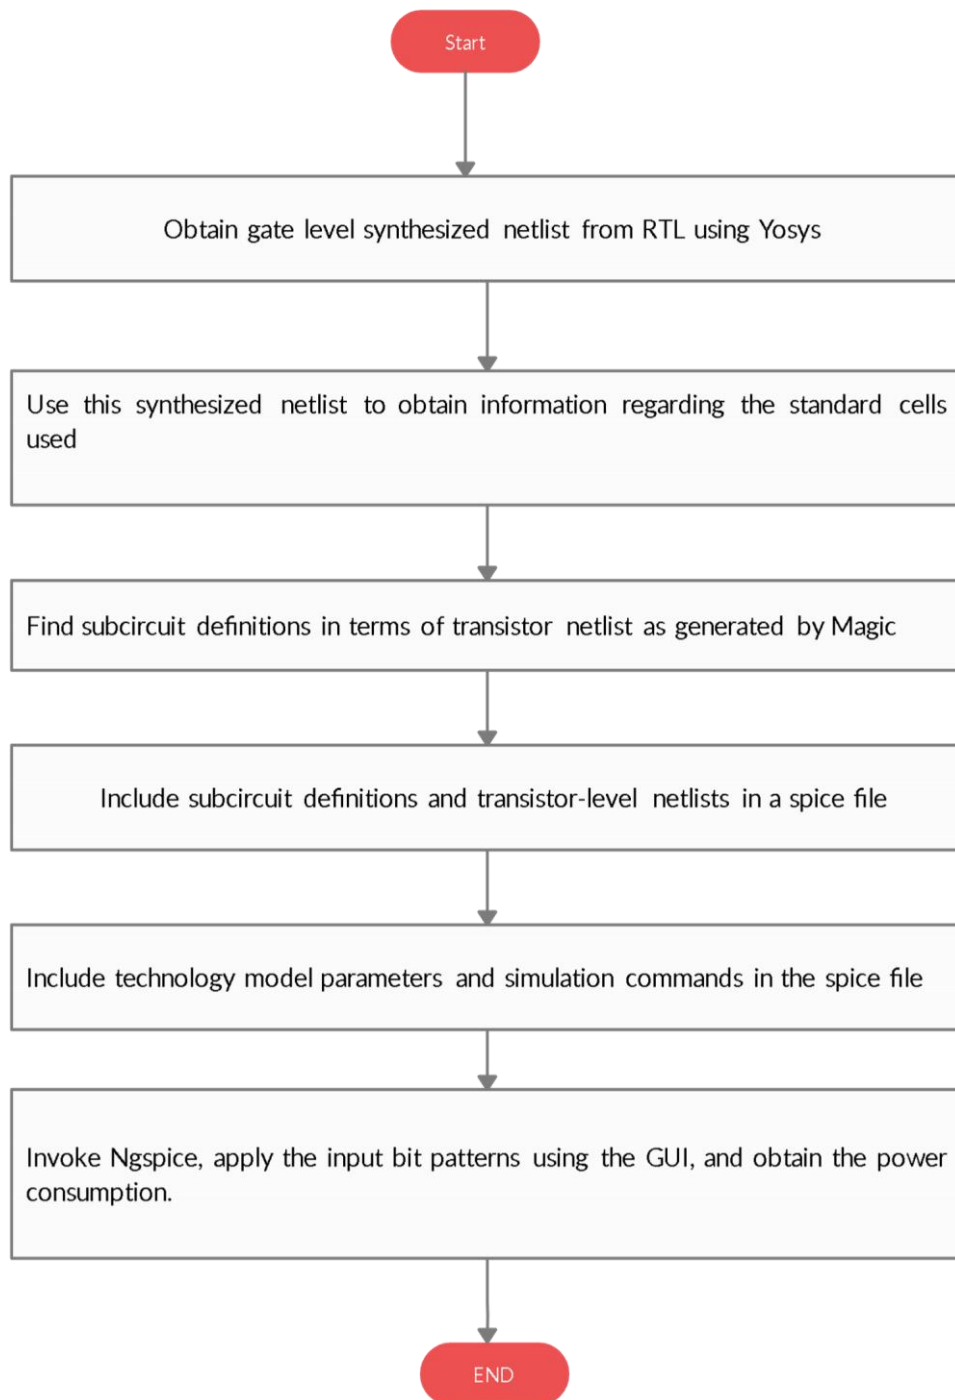 Start
Obtain gate level synthesized netlist from RTL using Yosys
Use this synthesized netlist to obtain information regarding the standard cells
used
Find subcircuit definitions in terms of transistor netlist as generated by Magic
Include subcircuit definitions and transistor-level netlists in a spice file
Include technology model parameters and simulation commands in the spice file
Invoke Ngspice, apply the input bit patterns using the GUI, and obtain the power
consumption.
END